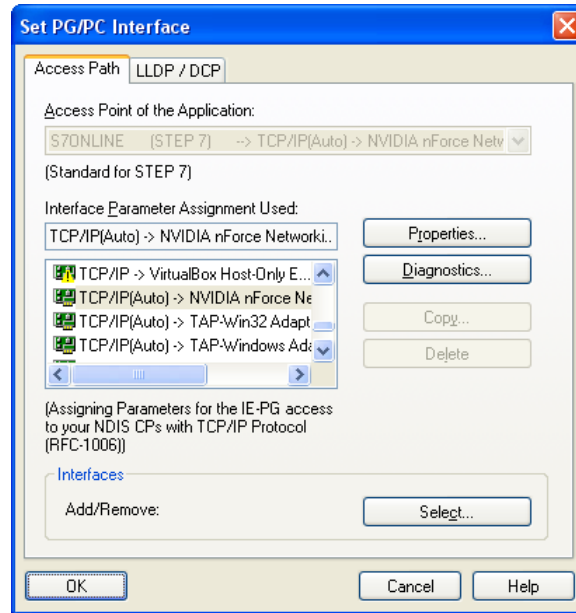 Set PG/PC Interface
Access Path
LLDP / DCP
Access Point of the Application:
S7ONLINE (STEP 7) --> TCP/IP(Auto) -> NVIDIA nForce Netw
(Standard for STEP 7)
Interface Parameter Assignment Used:
TCP/IP(Auto) -> NVIDIA nForce Networki..
Properties...
TCP/IP -> VirtualBox Host-Only E...
Diagnostics...
TCP/IP(Auto) -> NVIDIA nForce Ne
TCP/IP(Auto) -> TAP-Win32 Adapt
Copy...
TCP/IP(Auto) -> TAP-Windows Ada
Delete
(Assigning Parameters for the IE-PG access
to your NDIS CPs with TCP/IP Protocol
(RFC-1006))
Interfaces
Add/Remove:
Select...
OK
Cancel
Help